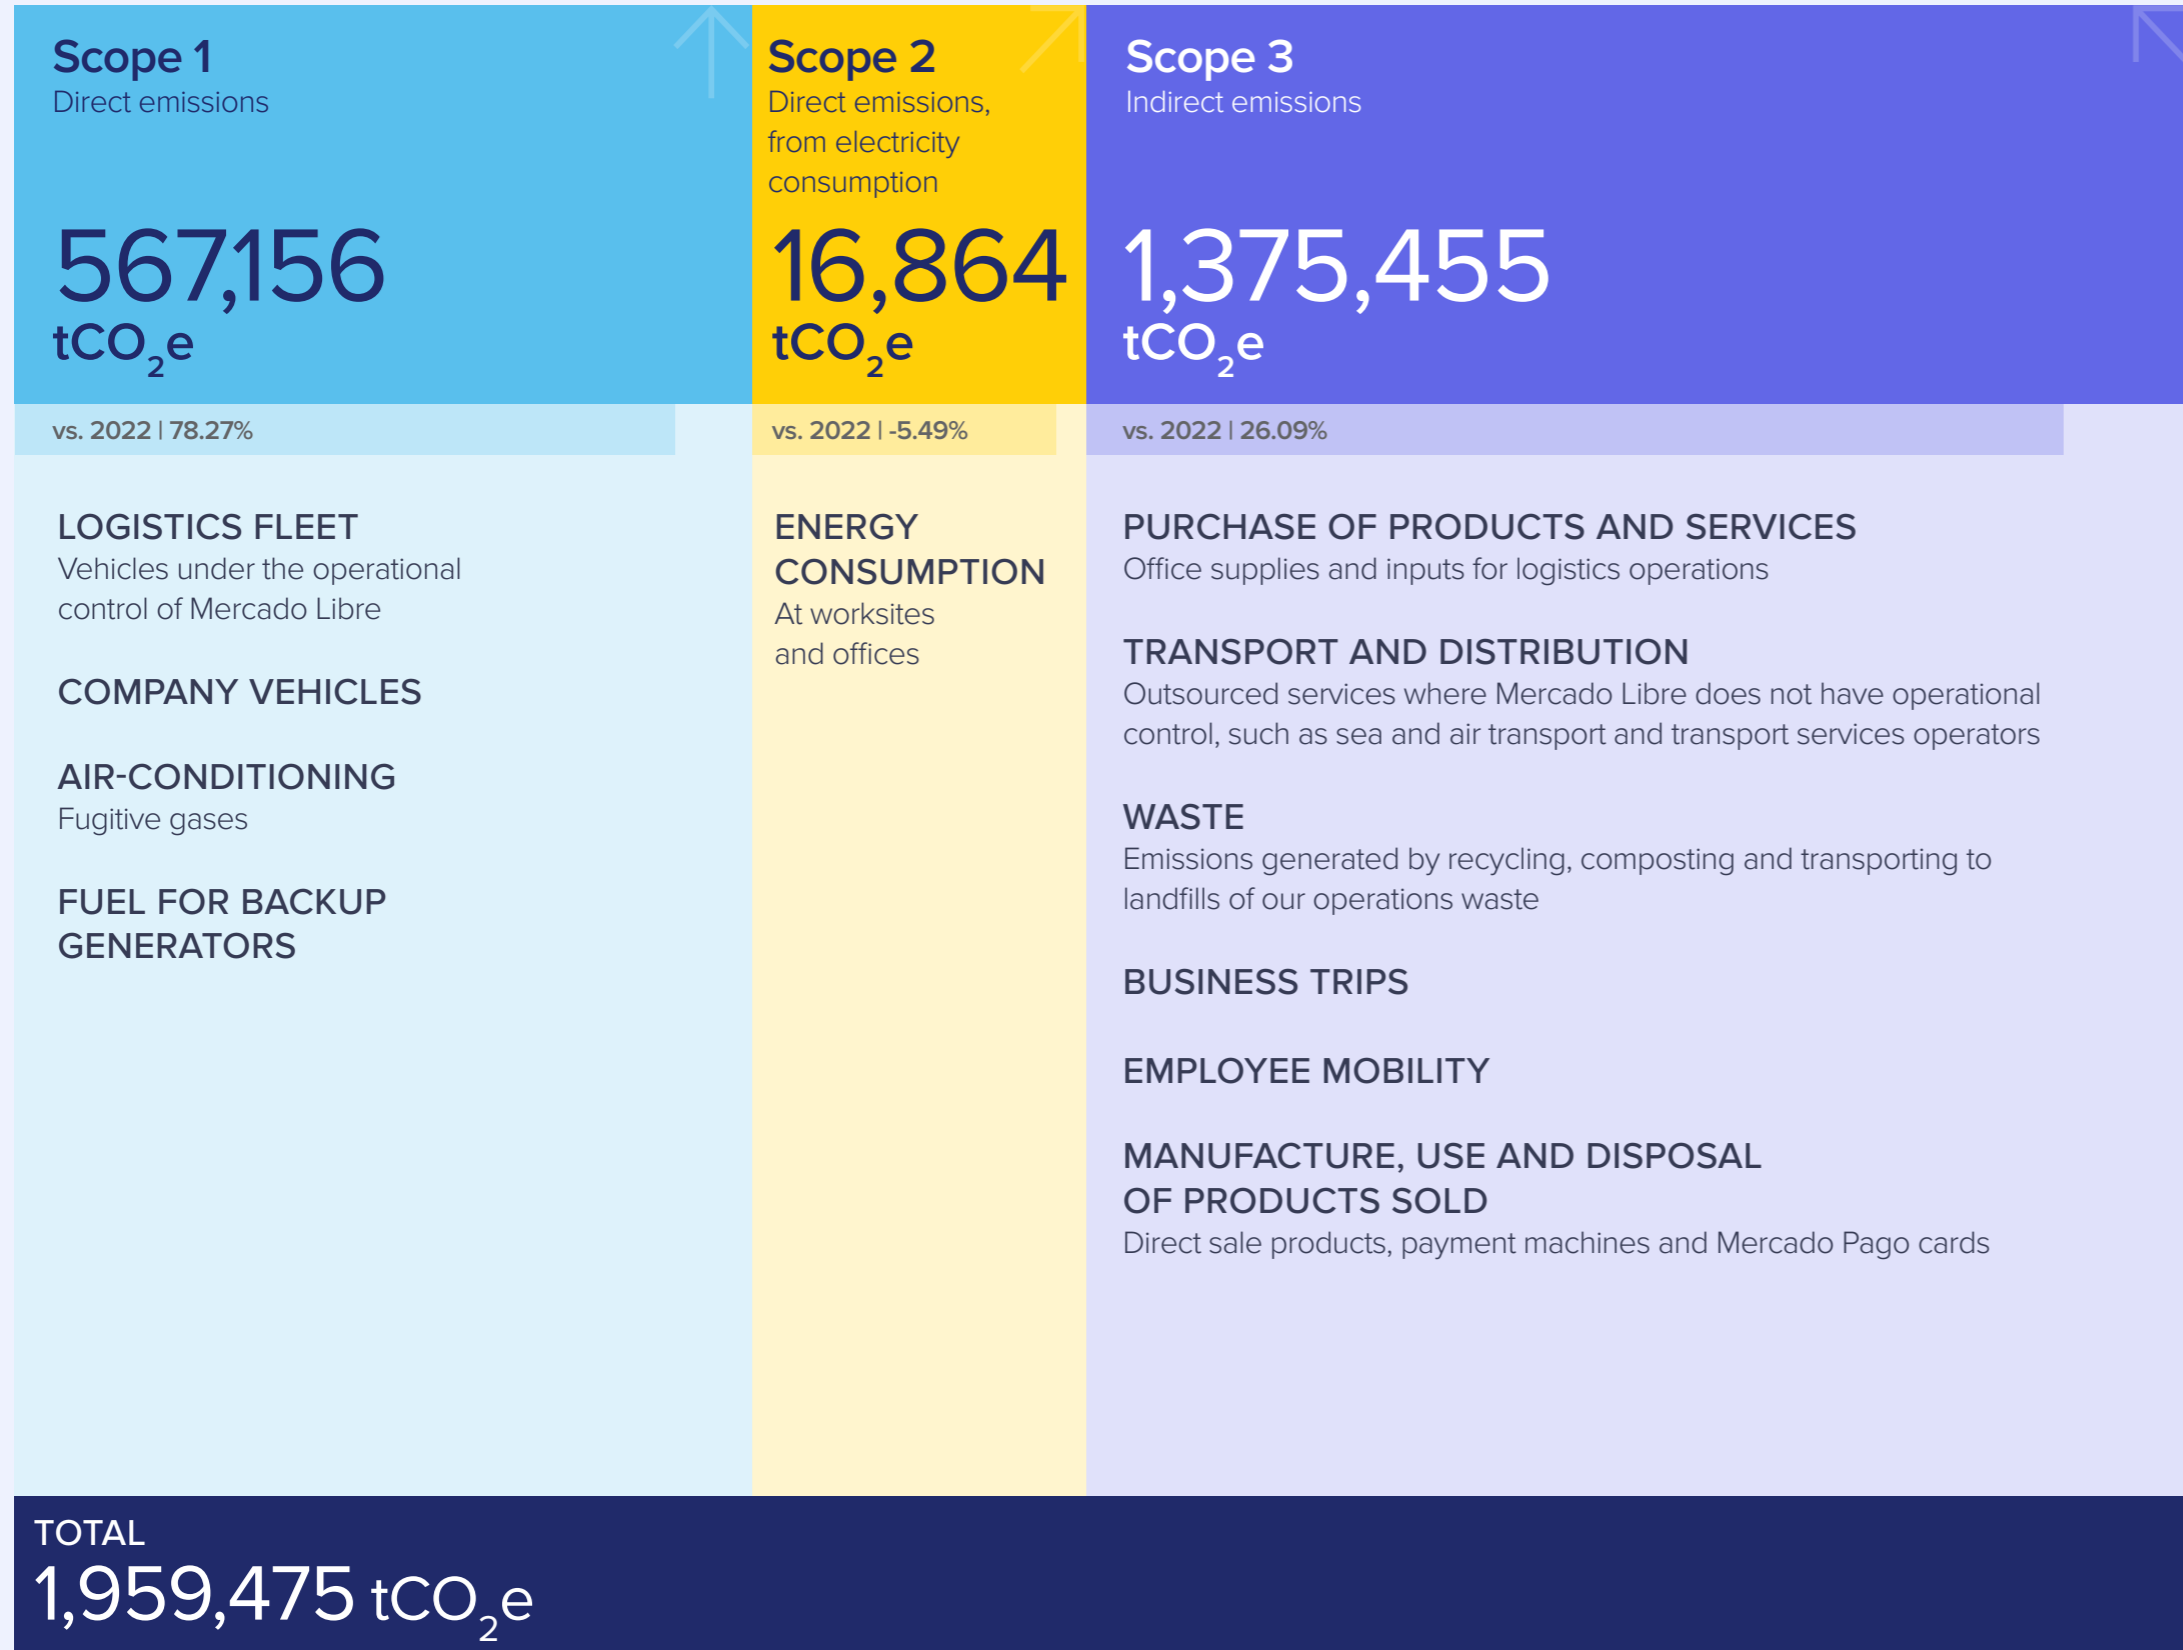 Scope 1
Direct emissions
567,156
tCO₂e
vs. 2022 | 78.27%
LOGISTICS FLEET
Vehicles under the operational
control of Mercado Libre
COMPANY VEHICLES
AIR-CONDITIONING
Fugitive gases
FUEL FOR BACKUP
GENERATORS
Scope 2
Direct emissions,
from electricity
consumption
16,864
tCO₂e
vs. 2022 | -5.49%
ENERGY
CONSUMPTION
At worksites
and offices
Scope 3
Indirect emissions
1,375,455
tCO₂e
vs. 2022 | 26.09%
PURCHASE OF PRODUCTS AND SERVICES
Office supplies and inputs for logistics operations
TRANSPORT AND DISTRIBUTION
Outsourced services where Mercado Libre does not have operational
control, such as sea and air transport and transport services operators
WASTE
Emissions generated by recycling, composting and transporting to
landfills of our operations waste
BUSINESS TRIPS
EMPLOYEE MOBILITY
MANUFACTURE, USE AND DISPOSAL
OF PRODUCTS SOLD
Direct sale products, payment machines and Mercado Pago cards
TOTAL
1,959,475 tCO₂e